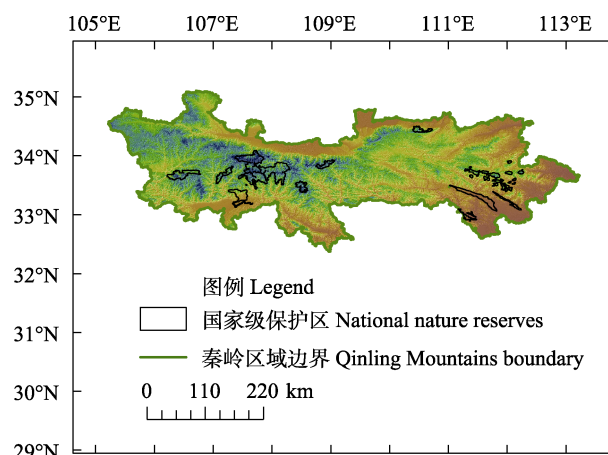 105°E 107°E 109°E 111°E 113°E
35°N
34°N
33°N
32°N
31°N
30°N
29°N
图例 Legend
国家级保护区 National nature reserves
秦岭区域边界 Qinling Mountains boundary
0 110 220 km